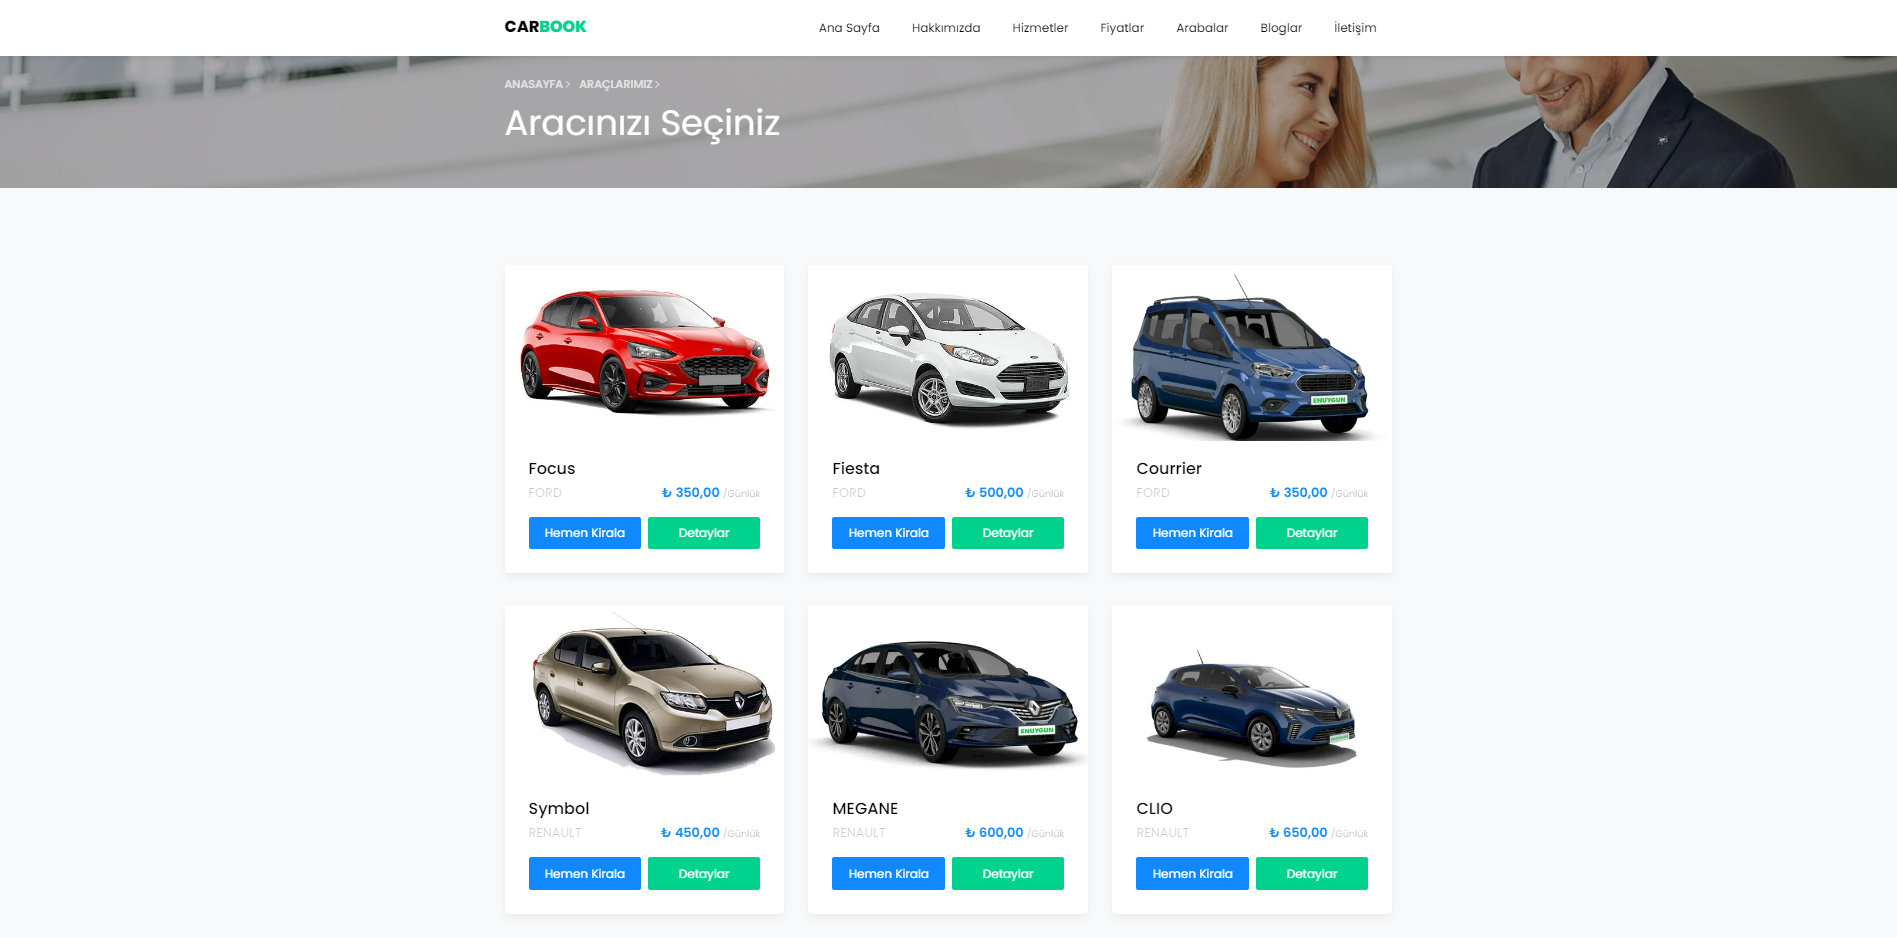 CARBOOK
Ana Sayfa Hakkımızda Hizmetler Fiyatlar Arabalar Bloglar İletişim
ANASAYFA > ARAÇLARIMIZ >
Aracınızı Seçiniz
ENUYGUN
Focus
FORD ₺ 350,00 /Günlük
Hemen Kirala Detaylar
Fiesta
FORD ₺ 500,00 /Günlük
Hemen Kirala Detaylar
Courrier
FORD ₺ 350,00 /Günlük
Hemen Kirala Detaylar
ENUYGUN
Symbol
RENAULT ₺ 450,00 /Günlük
Hemen Kirala Detaylar
MEGANE
RENAULT ₺ 600,00 /Günlük
Hemen Kirala Detaylar
CLIO
RENAULT ₺ 650,00 /Günlük
Hemen Kirala Detaylar